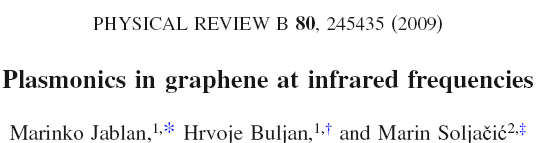 PHYSICAL REVIEW B 80, 245435 (2009)
Plasmonics in graphene at infrared frequencies
Marinko Jablan,1,* Hrvoje Buljan,1,† and Marin Soljačić2,‡